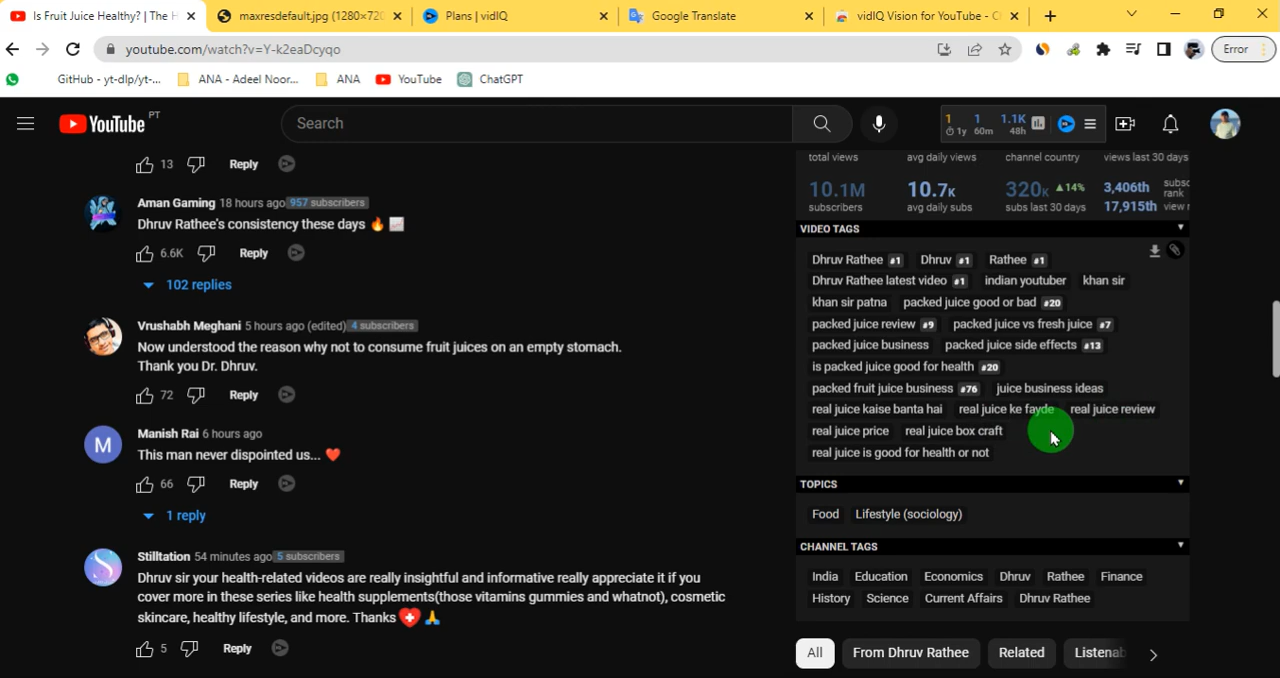 Is Fruit Juice Healthy? | The H
maxresdefault.jpg (1280×720
Plans | vidIQ
Google Translate
vidIQ Vision for YouTube - C
youtube.com/watch?v=Y-k2eaDcyqo
Error
GitHub - yt-dlp/yt-...
ANA - Adeel Noor...
ANA
YouTube
ChatGPT
YouTube PT
Search
1 1 1.1K
1y 60m 48h
total views avg daily views channel country views last 30 days
10.1M 10.7K 320K ▲14% 3,406th subsc rank
subscribers avg daily subs subs last 30 days 17,915th view r
13 Reply
Aman Gaming 18 hours ago 957 subscribers
Dhruv Rathee's consistency these days 🔥 📈
6.6K Reply
102 replies
Vrushabh Meghani 5 hours ago (edited) 4 subscribers
Now understood the reason why not to consume fruit juices on an empty stomach.
Thank you Dr. Dhruv.
72 Reply
M
Manish Rai 6 hours ago
This man never dispointed us... ❤️
66 Reply
1 reply
S
Stilltation 54 minutes ago 5 subscribers
Dhruv sir your health-related videos are really insightful and informative really appreciate it if you
cover more in these series like health supplements(those vitamins gummies and whatnot), cosmetic
skincare, healthy lifestyle, and more. Thanks ❤️ 🙏
5 Reply
VIDEO TAGS
Dhruv Rathee #1 Dhruv #1 Rathee #1
Dhruv Rathee latest video #1 indian youtuber khan sir
khan sir patna packed juice good or bad #20
packed juice review #9 packed juice vs fresh juice #7
packed juice business packed juice side effects #13
is packed juice good for health #20
packed fruit juice business #76 juice business ideas
real juice kaise banta hai real juice ke fayde real juice review
real juice price real juice box craft
real juice is good for health or not
TOPICS
Food Lifestyle (sociology)
CHANNEL TAGS
India Education Economics Dhruv Rathee Finance
History Science Current Affairs Dhruv Rathee
All From Dhruv Rathee Related Listenab